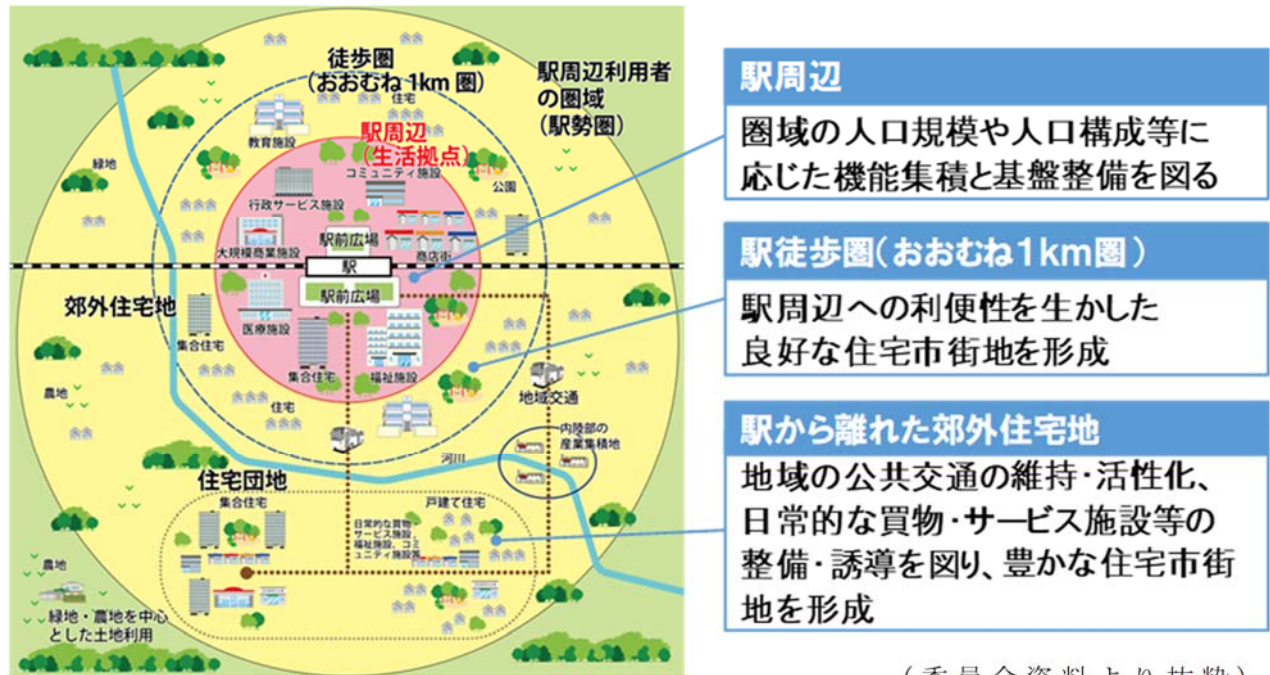 徒歩圏
(おおむね1km圏)
住宅
駅周辺利用者
の圏域
(駅勢圏)
教育施設
駅周辺
(生活拠点)
コミュニティ施設
緑地
公園
行政サービス施設
大規模商業施設
駅前広場
商店街
駅
駅前広場
郊外住宅地
医療施設
集合住宅
集合住宅
福祉施設
地域交通
農地
住宅
内陸部の
産業集積地
河川
住宅団地
集合住宅
戸建て住宅
日常的な買物・
サービス施設、
福祉施設、コミ
ュニティ施設等
農地
緑地・農地を中心
とした土地利用
駅周辺
圏域の人口規模や人口構成等に
応じた機能集積と基盤整備を図る
駅徒歩圏(おおむね1km圏)
駅周辺への利便性を生かした
良好な住宅市街地を形成
駅から離れた郊外住宅地
地域の公共交通の維持・活性化、
日常的な買物・サービス施設等の
整備・誘導を図り、豊かな住宅市街
地を形成
(委員会資料より抜粋)